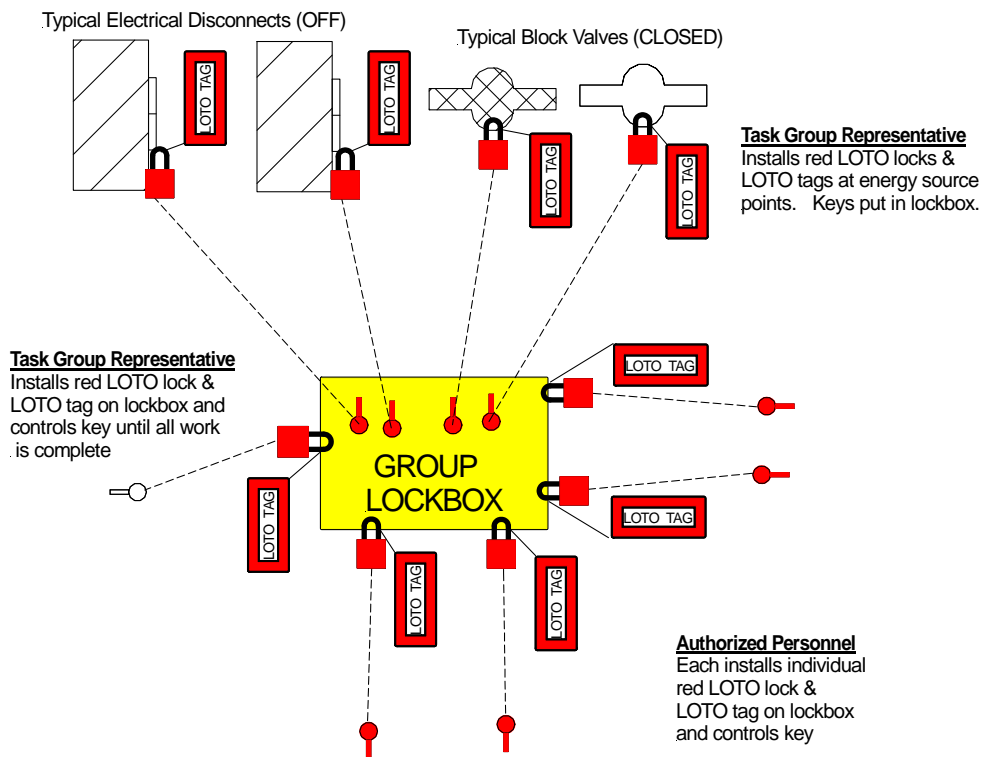 Typical Electrical Disconnects (OFF)
Typical Block Valves (CLOSED)
LOTO TAG
LOTO TAG
LOTO TAG
LOTO TAG
Task Group Representative
Installs red LOTO locks &
LOTO tags at energy source
points. Keys put in lockbox.
Task Group Representative
Installs red LOTO lock &
LOTO tag on lockbox and
controls key until all work
is complete
LOTO TAG
GROUP
LOCKBOX
LOTO TAG
LOTO TAG
LOTO TAG
LOTO TAG
Authorized Personnel
Each installs individual
red LOTO lock &
LOTO tag on lockbox
and controls key